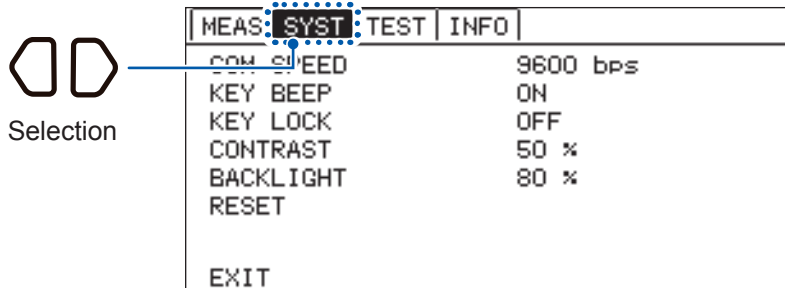 MEAS SYST TEST INFO
COM SPEED 9600 bps
KEY BEEP ON
KEY LOCK OFF
Selection
CONTRAST 50 %
BACKLIGHT 80 %
RESET
EXIT